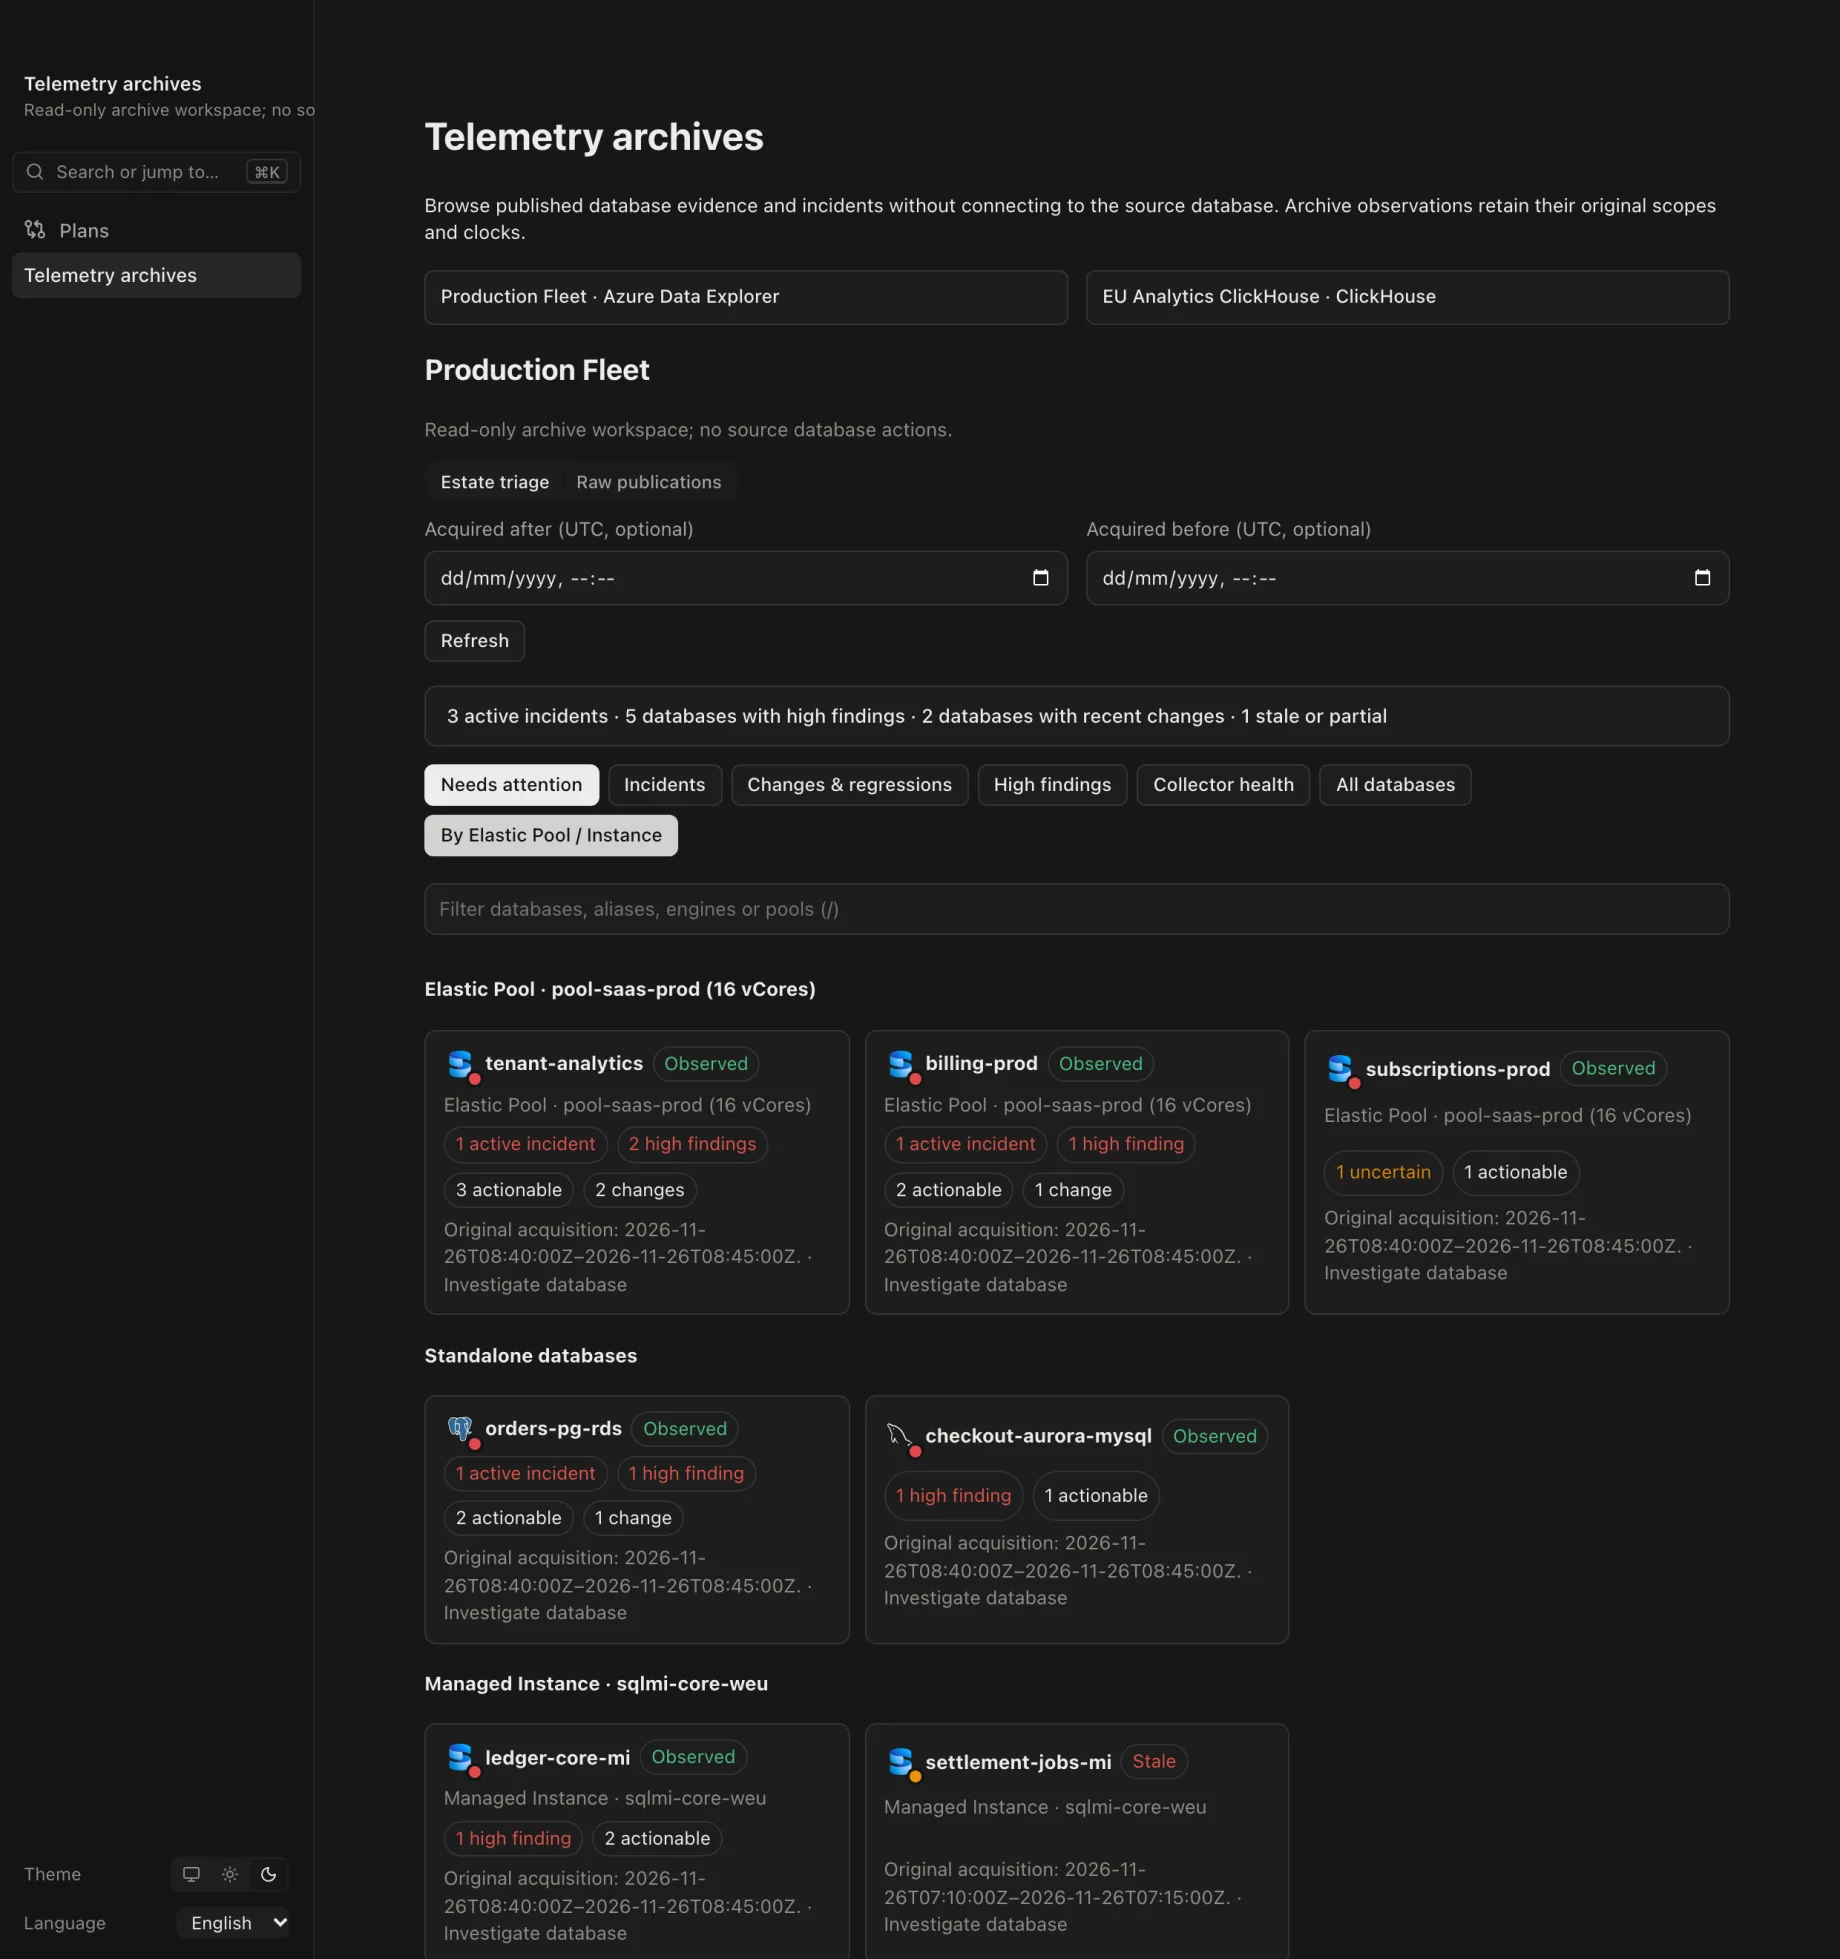 Telemetry archives
Read-only archive workspace; no so
Search or jump to... ⌘K
Plans
Telemetry archives
Theme
Language English
Telemetry archives
Browse published database evidence and incidents without connecting to the source database. Archive observations retain their original scopes
and clocks.
Production Fleet · Azure Data Explorer
EU Analytics ClickHouse · ClickHouse
Production Fleet
Read-only archive workspace; no source database actions.
Estate triage Raw publications
Acquired after (UTC, optional)
dd/mm/yyyy, --:--
Acquired before (UTC, optional)
dd/mm/yyyy, --:--
Refresh
3 active incidents · 5 databases with high findings · 2 databases with recent changes · 1 stale or partial
Needs attention Incidents Changes & regressions High findings Collector health All databases
By Elastic Pool / Instance
Filter databases, aliases, engines or pools (/)
Elastic Pool · pool-saas-prod (16 vCores)
tenant-analytics Observed
Elastic Pool · pool-saas-prod (16 vCores)
1 active incident 2 high findings
3 actionable 2 changes
Original acquisition: 2026-11-
26T08:40:00Z–2026-11-26T08:45:00Z. ·
Investigate database
billing-prod Observed
Elastic Pool · pool-saas-prod (16 vCores)
1 active incident 1 high finding
2 actionable 1 change
Original acquisition: 2026-11-
26T08:40:00Z–2026-11-26T08:45:00Z. ·
Investigate database
subscriptions-prod Observed
Elastic Pool · pool-saas-prod (16 vCores)
1 uncertain 1 actionable
Original acquisition: 2026-11-
26T08:40:00Z–2026-11-26T08:45:00Z. ·
Investigate database
Standalone databases
orders-pg-rds Observed
1 active incident 1 high finding
2 actionable 1 change
Original acquisition: 2026-11-
26T08:40:00Z–2026-11-26T08:45:00Z. ·
Investigate database
checkout-aurora-mysql Observed
1 high finding 1 actionable
Original acquisition: 2026-11-
26T08:40:00Z–2026-11-26T08:45:00Z. ·
Investigate database
Managed Instance · sqlmi-core-weu
ledger-core-mi Observed
Managed Instance · sqlmi-core-weu
1 high finding 2 actionable
Original acquisition: 2026-11-
26T08:40:00Z–2026-11-26T08:45:00Z. ·
Investigate database
settlement-jobs-mi Stale
Managed Instance · sqlmi-core-weu
Original acquisition: 2026-11-
26T07:10:00Z–2026-11-26T07:15:00Z. ·
Investigate database